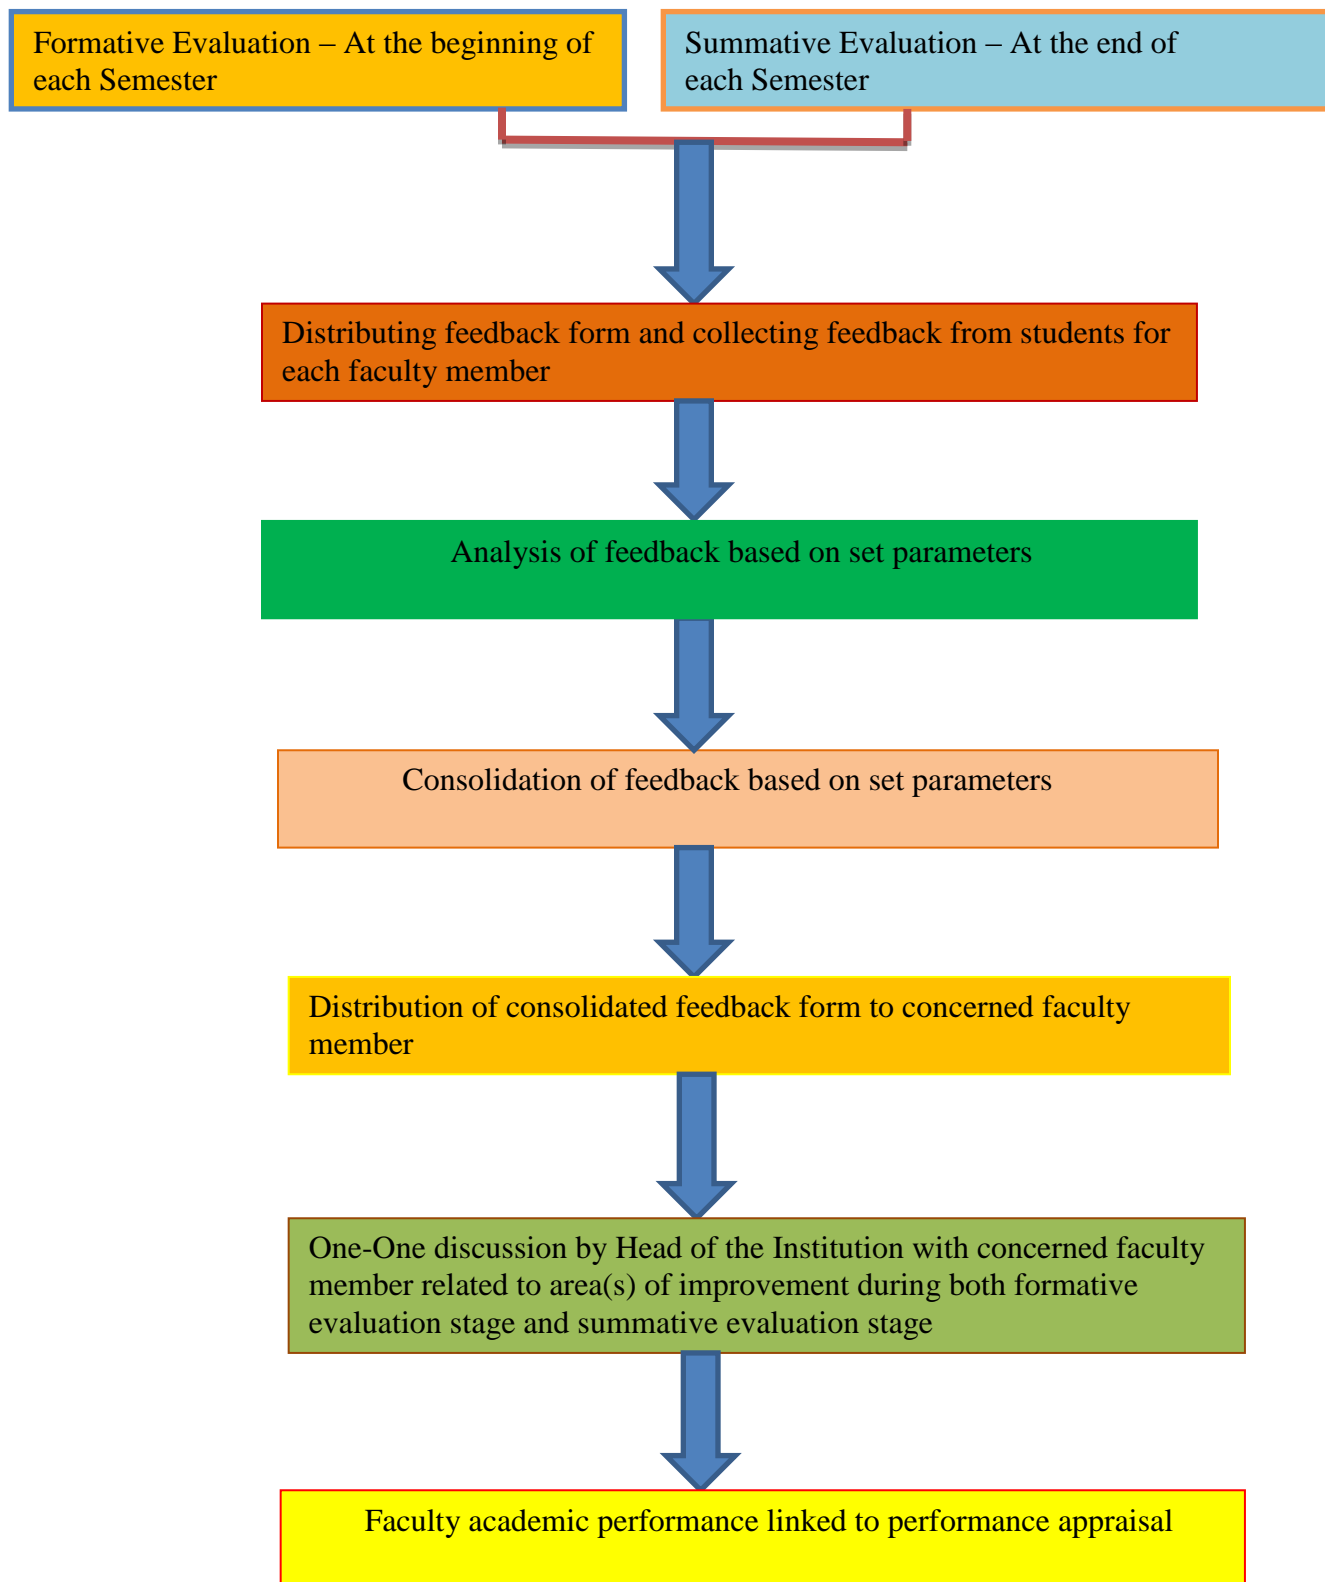 Formative Evaluation – At the beginning of
each Semester
Summative Evaluation – At the end of
each Semester
Distributing feedback form and collecting feedback from students for
each faculty member
Analysis of feedback based on set parameters
Consolidation of feedback based on set parameters
Distribution of consolidated feedback form to concerned faculty
member
One-One discussion by Head of the Institution with concerned faculty
member related to area(s) of improvement during both formative
evaluation stage and summative evaluation stage
Faculty academic performance linked to performance appraisal